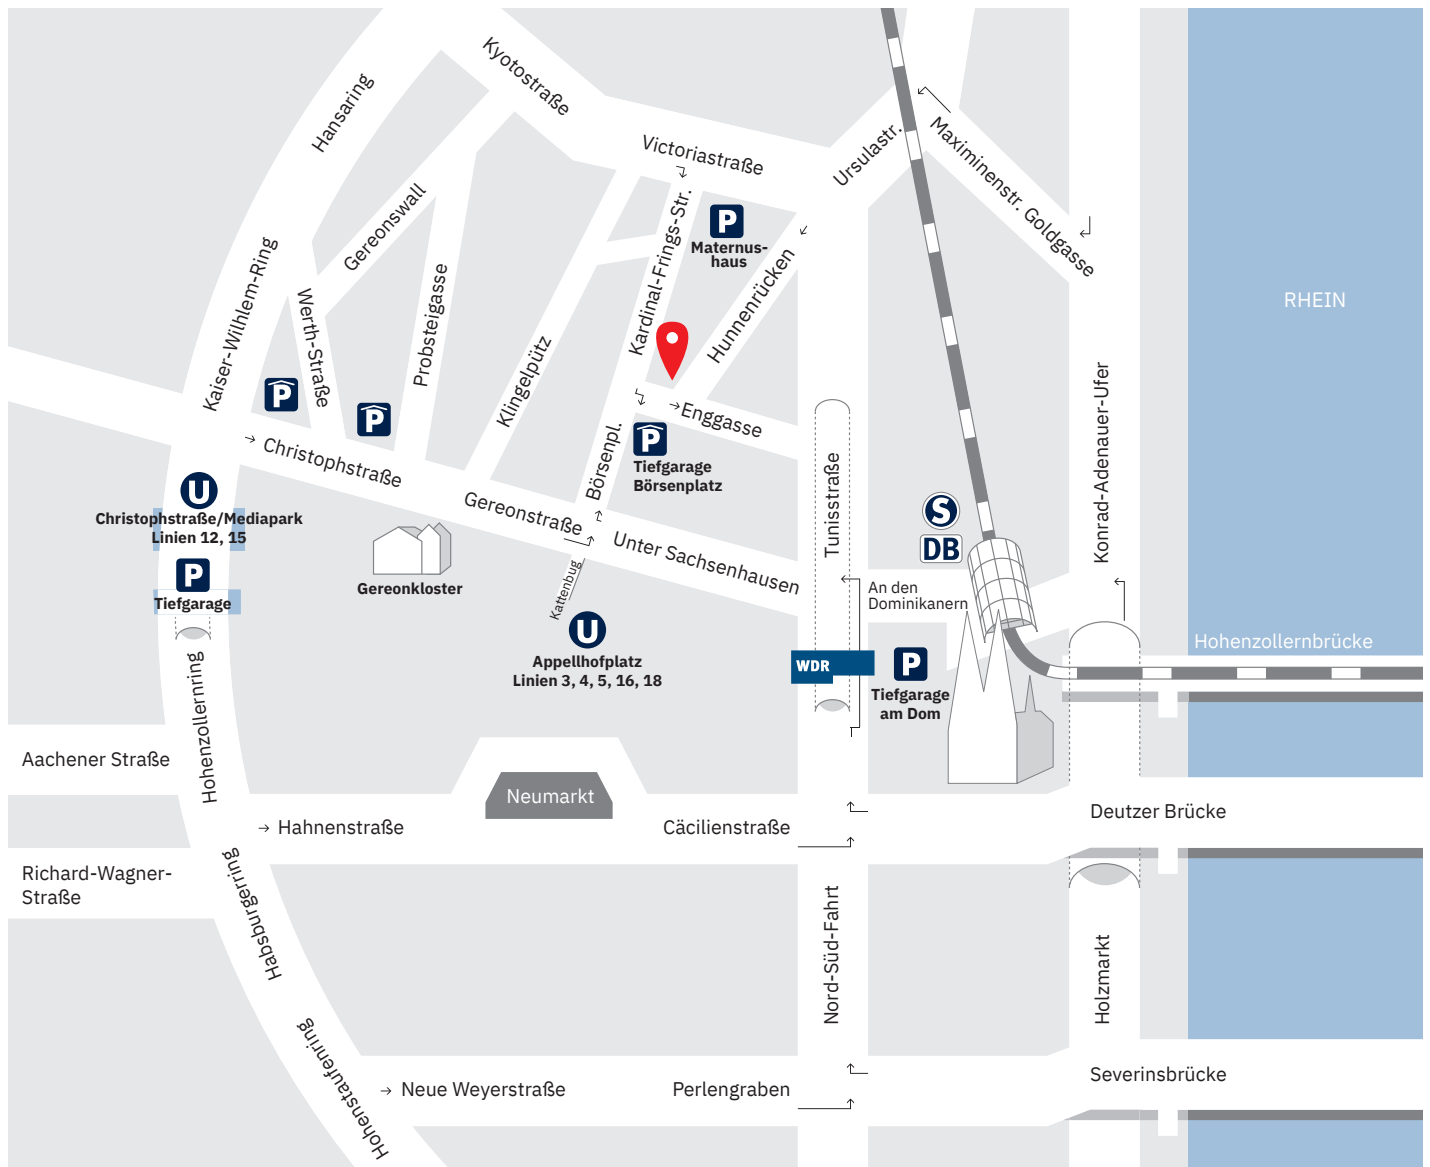 Kyotostraße
Hansaring
Victoriastraße
Ursulastr.
Maximinenstr.
Goldgasse
Gereonswall
Kardinal-Frings-Str.
P
Maternus-
haus
Hunnenrücken
Kaiser-Wilhlem-Ring
Werth-Straße
Probsteigasse
Klingelpütz
RHEIN
P
P
Enggasse
Christophstraße
Börsenpl.
P
Tiefgarage
Börsenplatz
Tunisstraße
Konrad-Adenauer-Ufer
U
Christophstraße/Mediapark
Linien 12, 15
Gereonstraße
Unter Sachsenhausen
S
DB
P
Tiefgarage
Gereonkloster
Kattenbug
An den
Dominikanern
U
Appellhofplatz
Linien 3, 4, 5, 16, 18
WDR
P
Tiefgarage
am Dom
Hohenzollernbrücke
Hohenzollernring
Aachener Straße
Neumarkt
Hahnenstraße
Cäcilienstraße
Deutzer Brücke
Richard-Wagner-
Straße
Habsburgerring
Nord-Süd-Fahrt
Holzmarkt
Hohenstaufenring
Neue Weyerstraße
Perlengraben
Severinsbrücke